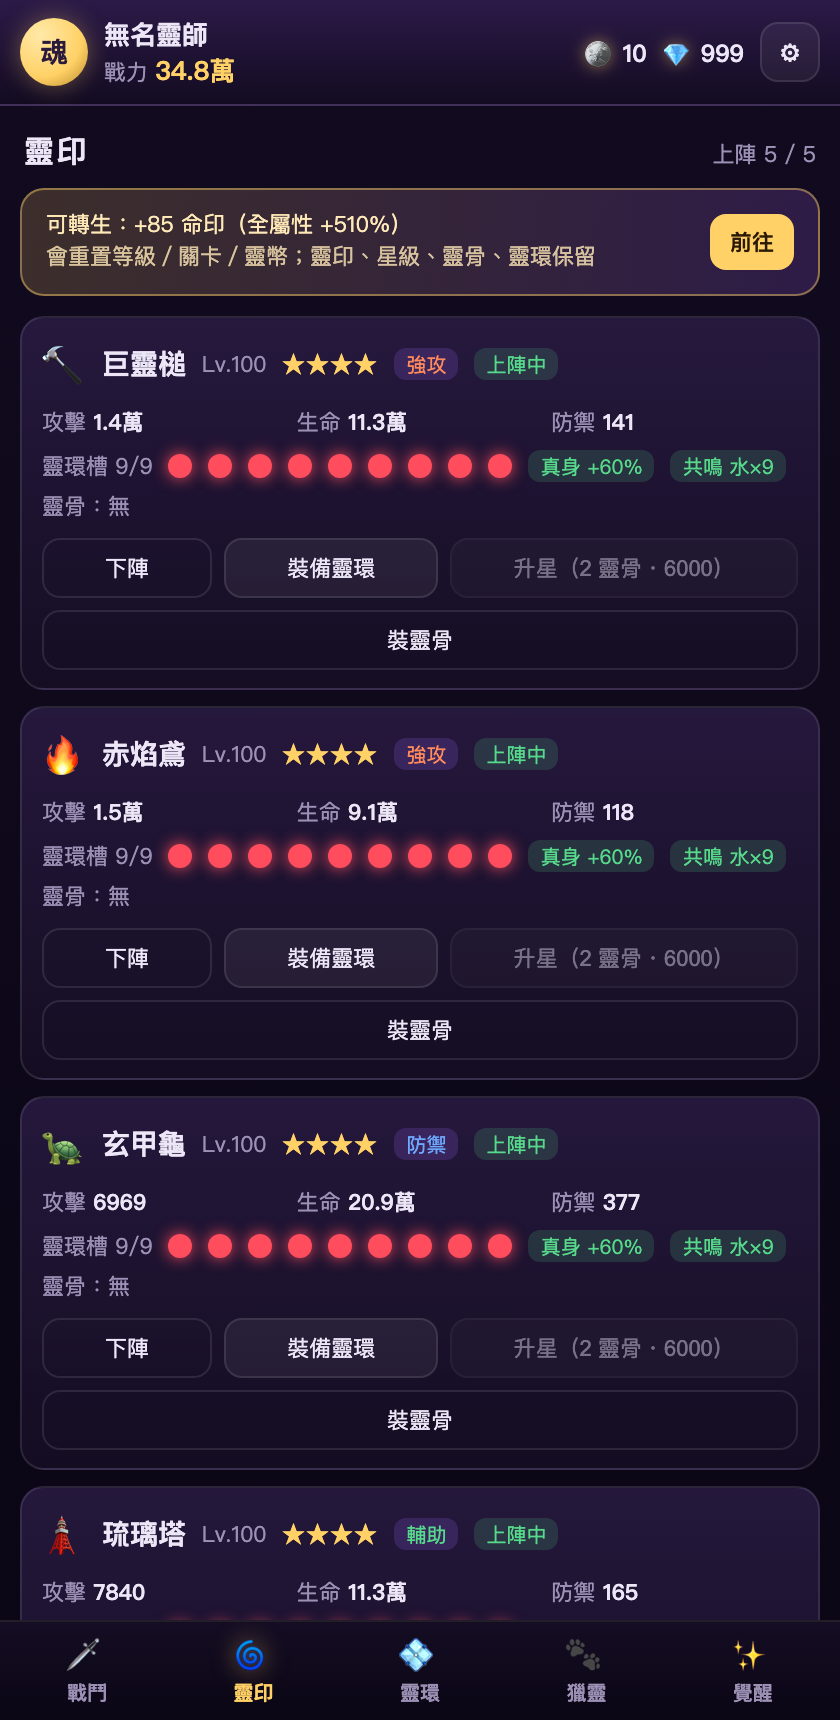 魂 無名靈師
戰力 34.8萬
10 999
靈印 上陣 5 / 5
可轉生：+85 命印（全屬性 +510%）
會重置等級 / 關卡 / 靈幣；靈印、星級、靈骨、靈環保留
前往
巨靈槌 Lv.100 ★★★★ 強攻 上陣中
攻擊 1.4萬 生命 11.3萬 防禦 141
靈環槽 9/9 真身 +60% 共鳴 水×9
靈骨：無
下陣 裝備靈環 升星（2 靈骨 · 6000）
裝靈骨
赤焰鳶 Lv.100 ★★★★ 強攻 上陣中
攻擊 1.5萬 生命 9.1萬 防禦 118
靈環槽 9/9 真身 +60% 共鳴 水×9
靈骨：無
下陣 裝備靈環 升星（2 靈骨 · 6000）
裝靈骨
玄甲龜 Lv.100 ★★★★ 防禦 上陣中
攻擊 6969 生命 20.9萬 防禦 377
靈環槽 9/9 真身 +60% 共鳴 水×9
靈骨：無
下陣 裝備靈環 升星（2 靈骨 · 6000）
裝靈骨
琉璃塔 Lv.100 ★★★★ 輔助 上陣中
攻擊 7840 生命 11.3萬 防禦 165
戰鬥 靈印 靈環 獵靈 覺醒